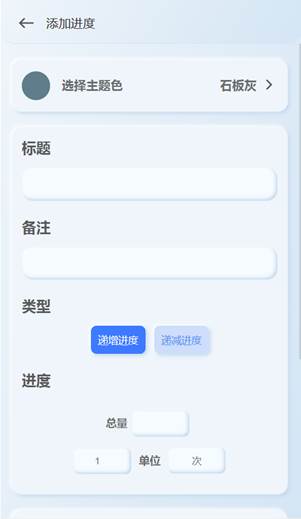 添加进度
选择主题色 石板灰
标题
备注
类型
递增进度 递减进度
进度
总量
1 单位 次